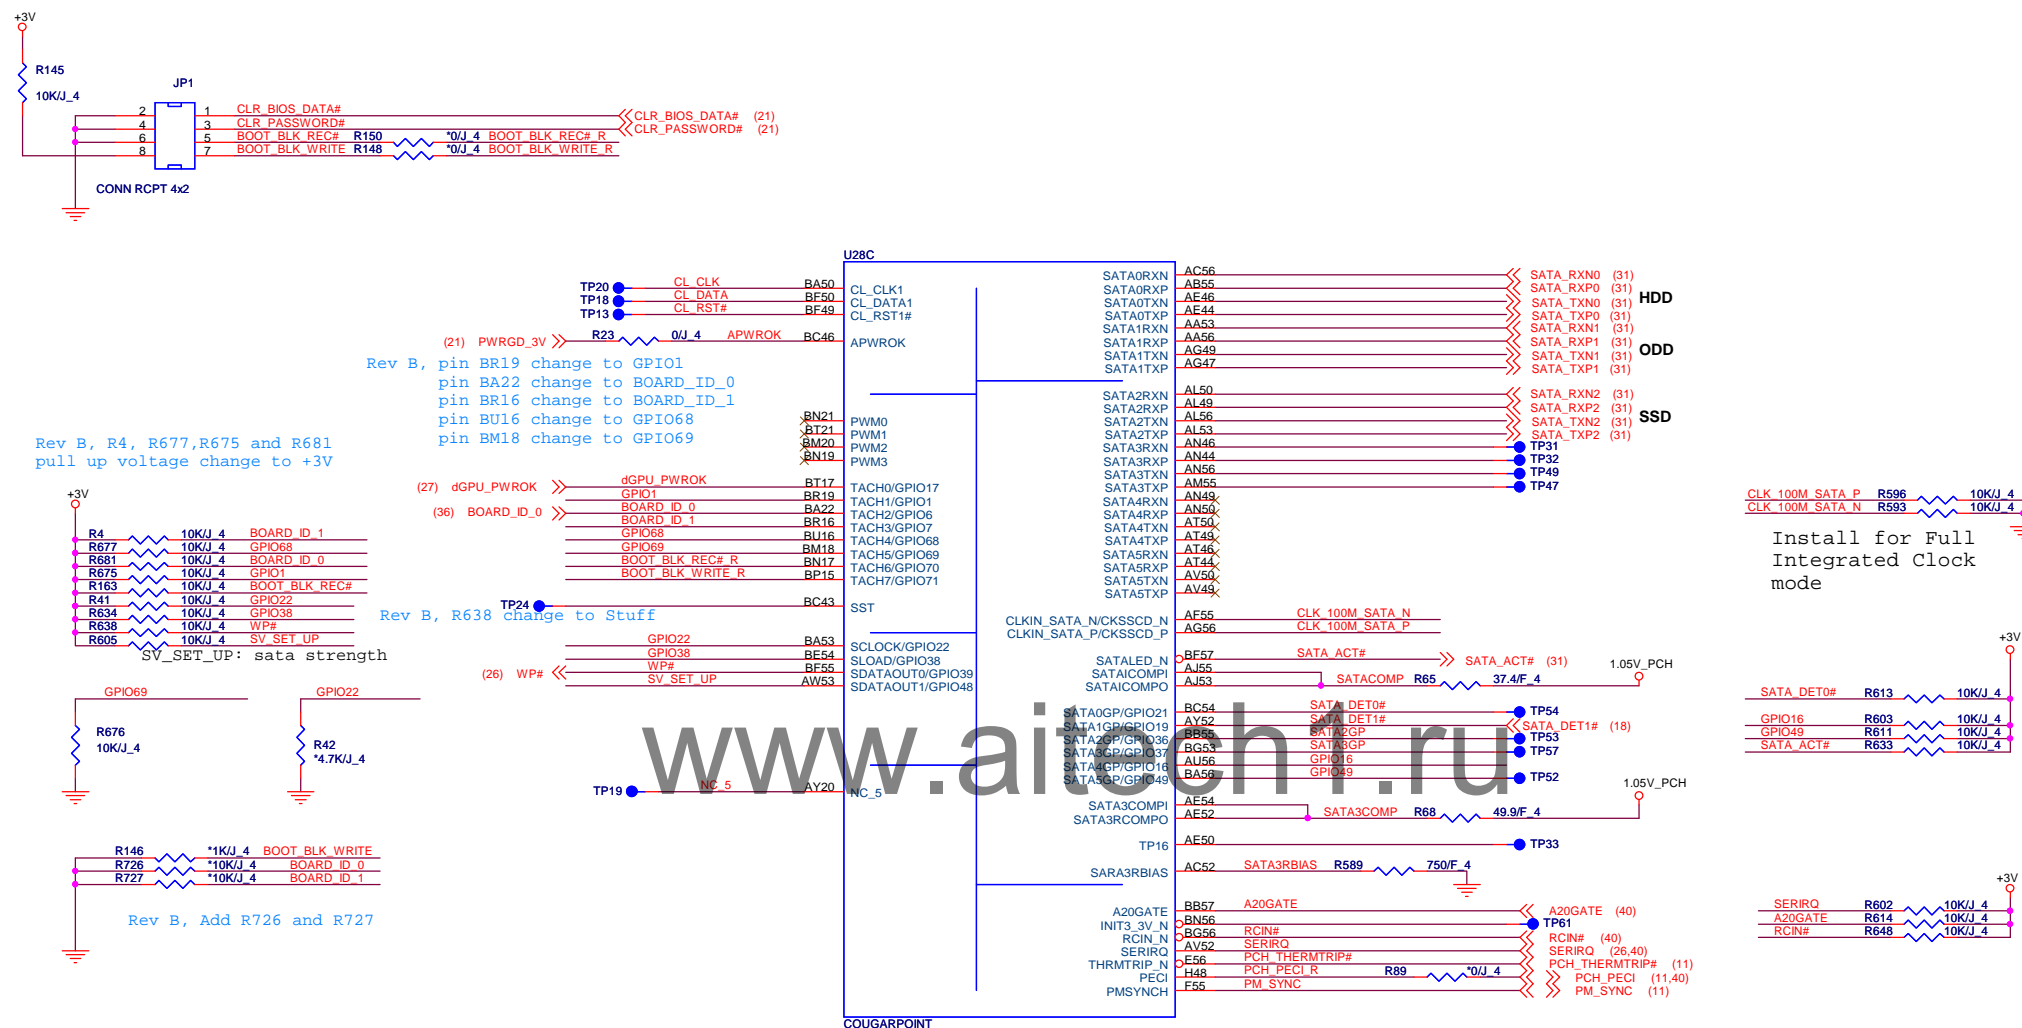 +3V
R145
10K/J_4
JP1
2 1 CLR_BIOS_DATA#
4 3 CLR_PASSWORD#
6 5 BOOT_BLK_REC# R150 *0/J_4 BOOT_BLK_REC#_R
8 7 BOOT_BLK_WRITE R148 *0/J_4 BOOT_BLK_WRITE_R
CLR_BIOS_DATA# (21)
CLR_PASSWORD# (21)
CONN RCPT 4x2
U28C
TP20 CL_CLK BA50 CL_CLK1
TP18 CL_DATA BF50 CL_DATA1
TP13 CL_RST# BF49 CL_RST1#
(21) PWRGD_3V R23 0/J_4 APWROK BC46 APWROK
Rev B, pin BR19 change to GPIO1
pin BA22 change to BOARD_ID_0
pin BR16 change to BOARD_ID_1
pin BU16 change to GPIO68
pin BM18 change to GPIO69
BN21 PWM0
BT21 PWM1
BM20 PWM2
BN19 PWM3
Rev B, R4, R677,R675 and R681
pull up voltage change to +3V
(27) dGPU_PWROK dGPU_PWROK BT17 TACH0/GPIO17
GPIO1 BR19 TACH1/GPIO1
(36) BOARD_ID_0 BOARD_ID_0 BA22 TACH2/GPIO6
BOARD_ID_1 BR16 TACH3/GPIO7
GPIO68 BU16 TACH4/GPIO68
GPIO69 BM18 TACH5/GPIO69
BOOT_BLK_REC#_R BN17 TACH6/GPIO70
BOOT_BLK_WRITE_R BP15 TACH7/GPIO71
TP24 BC43 SST
Rev B, R638 change to Stuff
GPIO22 BA53 SCLOCK/GPIO22
GPIO38 BE54 SLOAD/GPIO38
(26) WP# WP# BF55 SDATAOUT0/GPIO39
SV_SET_UP AW53 SDATAOUT1/GPIO48
TP19 NC_5 AY20 NC_5
+3V
R4 10K/J_4 BOARD_ID_1
R677 10K/J_4 GPIO68
R681 10K/J_4 BOARD_ID_0
R675 10K/J_4 GPIO1
R163 10K/J_4 BOOT_BLK_REC#
R41 10K/J_4 GPIO22
R634 10K/J_4 GPIO38
R638 10K/J_4 WP#
R605 10K/J_4 SV_SET_UP
SV_SET_UP: sata strength
GPIO69
R676
10K/J_4
GPIO22
R42
*4.7K/J_4
R146 *1K/J_4 BOOT_BLK_WRITE
R726 *10K/J_4 BOARD_ID_0
R727 *10K/J_4 BOARD_ID_1
Rev B, Add R726 and R727
SATA0RXN AC56 SATA_RXN0 (31)
SATA0RXP AB55 SATA_RXP0 (31)
SATA0TXN AE46 SATA_TXN0 (31)
SATA0TXP AE44 SATA_TXP0 (31)
HDD
SATA1RXN AA53 SATA_RXN1 (31)
SATA1RXP AA56 SATA_RXP1 (31)
SATA1TXN AG49 SATA_TXN1 (31)
SATA1TXP AG47 SATA_TXP1 (31)
ODD
SATA2RXN AL50 SATA_RXN2 (31)
SATA2RXP AL49 SATA_RXP2 (31)
SATA2TXN AL56 SATA_TXN2 (31)
SATA2TXP AL53 SATA_TXP2 (31)
SSD
SATA3RXN AN46 TP31
SATA3RXP AN44 TP32
SATA3TXN AN56 TP49
SATA3TXP AM55 TP47
SATA4RXN AN49
SATA4RXP AN50
SATA4TXN AT50
SATA4TXP AT49
SATA5RXN AT46
SATA5RXP AT44
SATA5TXN AV50
SATA5TXP AV49
CLKIN_SATA_N/CKSSCD_N AF55 CLK_100M_SATA_N
CLKIN_SATA_P/CKSSCD_P AG56 CLK_100M_SATA_P
SATALED_N BF57 SATA_ACT# SATA_ACT# (31)
SATAICOMPI AJ55
SATAICOMPO AJ53 SATACOMP R65 37.4/F_4 1.05V_PCH
SATA0GP/GPIO21 BC54 SATA_DET0# TP54
SATA1GP/GPIO19 AY52 SATA_DET1# SATA_DET1# (18)
SATA2GP/GPIO36 BB55 SATA2GP TP53
SATA3GP/GPIO37 BG53 SATA3GP TP57
SATA4GP/GPIO16 AU56 GPIO16
SATA5GP/GPIO49 BA56 GPIO49 TP52
SATA3COMPI AE54
SATA3RCOMPO AE52 SATA3COMP R68 49.9/F_4 1.05V_PCH
TP16 AE50 TP33
SARA3RBIAS AC52 SATA3RBIAS R589 750/F_4
A20GATE BB57 A20GATE A20GATE (40)
INIT3_3V_N BN56 TP61
RCIN_N BG56 RCIN# RCIN# (40)
SERIRQ AV52 SERIRQ SERIRQ (26,40)
THRMTRIP_N E56 PCH_THERMTRIP# PCH_THERMTRIP# (11)
PECI H48 PCH_PECI_R R89 *0/J_4 PCH_PECI (11,40)
PMSYNCH F55 PM_SYNC PM_SYNC (11)
COUGARPOINT
CLK_100M_SATA_P R596 10K/J_4
CLK_100M_SATA_N R593 10K/J_4
Install for Full
Integrated Clock
mode
+3V
SATA_DET0# R613 10K/J_4
GPIO16 R603 10K/J_4
GPIO49 R611 10K/J_4
SATA_ACT# R633 10K/J_4
+3V
SERIRQ R602 10K/J_4
A20GATE R614 10K/J_4
RCIN# R648 10K/J_4
www.aitech1.ru